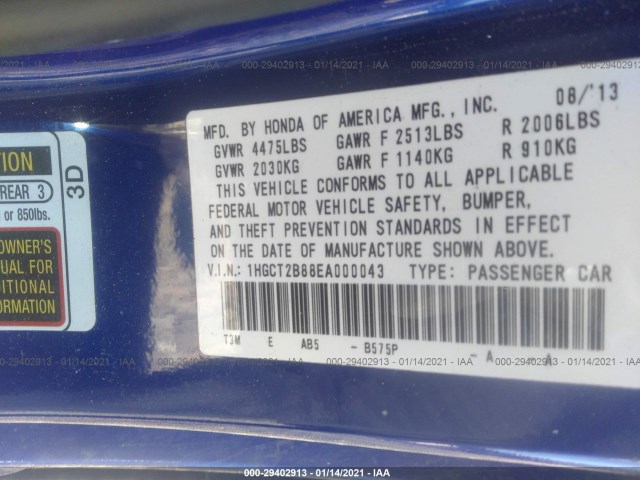 MFD. BY HONDA OF AMERICA MFG., INC. 08/'13
GVWR 4475LBS GAWR F 2513LBS R 2006LBS
GVWR 2030KG GAWR F 1140KG R 910KG
THIS VEHICLE CONFORMS TO ALL APPLICABLE
FEDERAL MOTOR VEHICLE SAFETY, BUMPER,
AND THEFT PREVENTION STANDARDS IN EFFECT
ON THE DATE OF MANUFACTURE SHOWN ABOVE.
V.I.N.: 1HGCT2B88EA000043 TYPE: PASSENGER CAR
T3M E AB5 - B575P - A A
TION
REAR 3
or 850lbs.
OWNER'S
UAL FOR
DITIONAL
ORMATION
3D
000-29402913 - 01/14/2021 - IAA